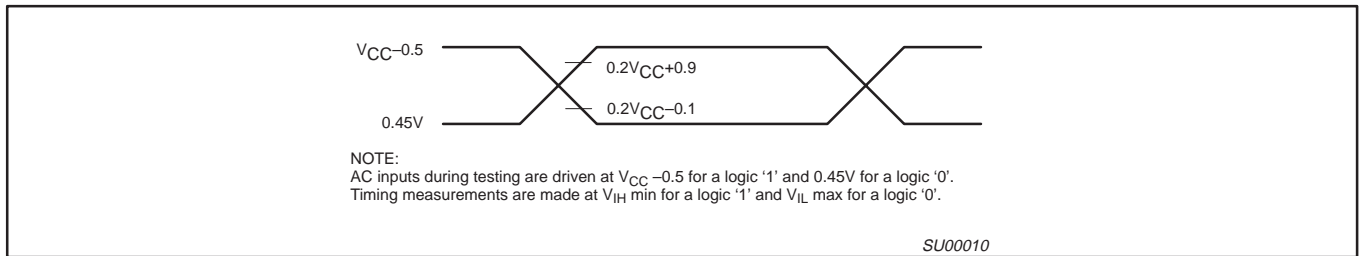 VCC–0.5
0.2VCC+0.9
0.2VCC–0.1
0.45V
NOTE:
AC inputs during testing are driven at VCC –0.5 for a logic ‘1’ and 0.45V for a logic ‘0’.
Timing measurements are made at VIH min for a logic ‘1’ and VIL max for a logic ‘0’.
SU00010